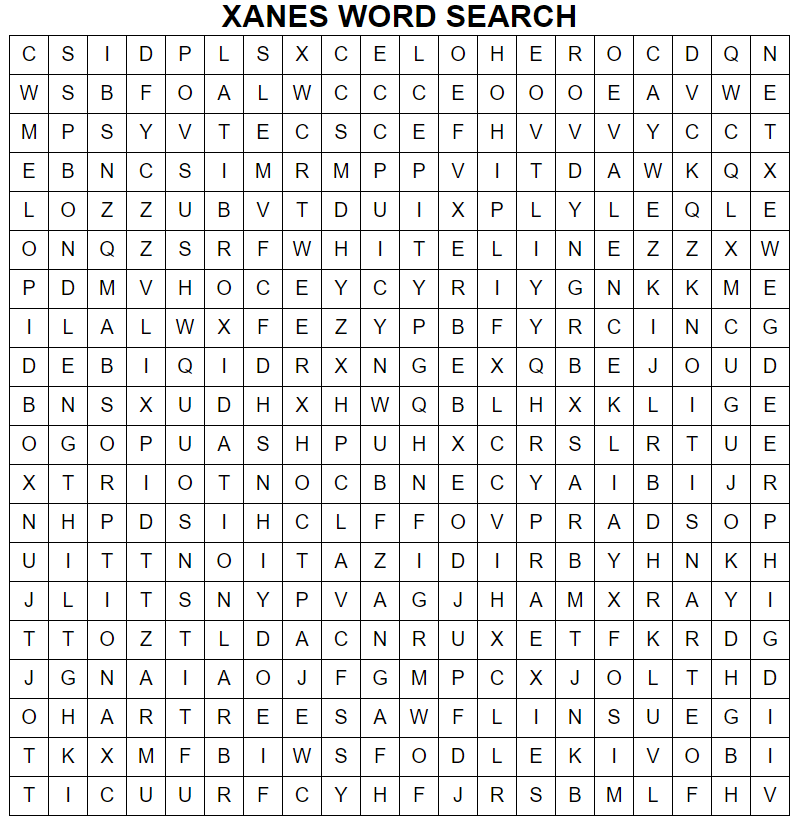 XANES WORD SEARCH
C S I D P L S X C E L O H E R O C D Q N
W S B F O A L W C C C E O O O E A V W E
M P S Y V T E C S C E F H V V V Y C C T
E B N C S I M R M P P V I T D A W K Q X
L O Z Z U B V T D U I X P L Y L E Q L E
O N Q Z S R F W H I T E L I N E Z Z X W
P D M V H O C E Y C Y R I Y G N K K M E
I L A L W X F E Z Y P B F Y R C I N C G
D E B I Q I D R X N G E X Q B E J O U D
B N S X U D H X H W Q B L H X K L I G E
O G O P U A S H P U H X C R S L R T U E
X T R I O T N O C B N E C Y A I B I J R
N H P D S I H C L F F O V P R A D S O P
U I T T N O I T A Z I D I R B Y H N K H
J L I T S N Y P V A G J H A M X R A Y I
T T O Z T L D A C N R U X E T F K R D G
J G N A I A O J F G M P C X J O L T H D
O H A R T R E E S A W F L I N S U E G I
T K X M F B I W S F O D L E K I V O B I
T I C U U R F C Y H F J R S B M L F H V